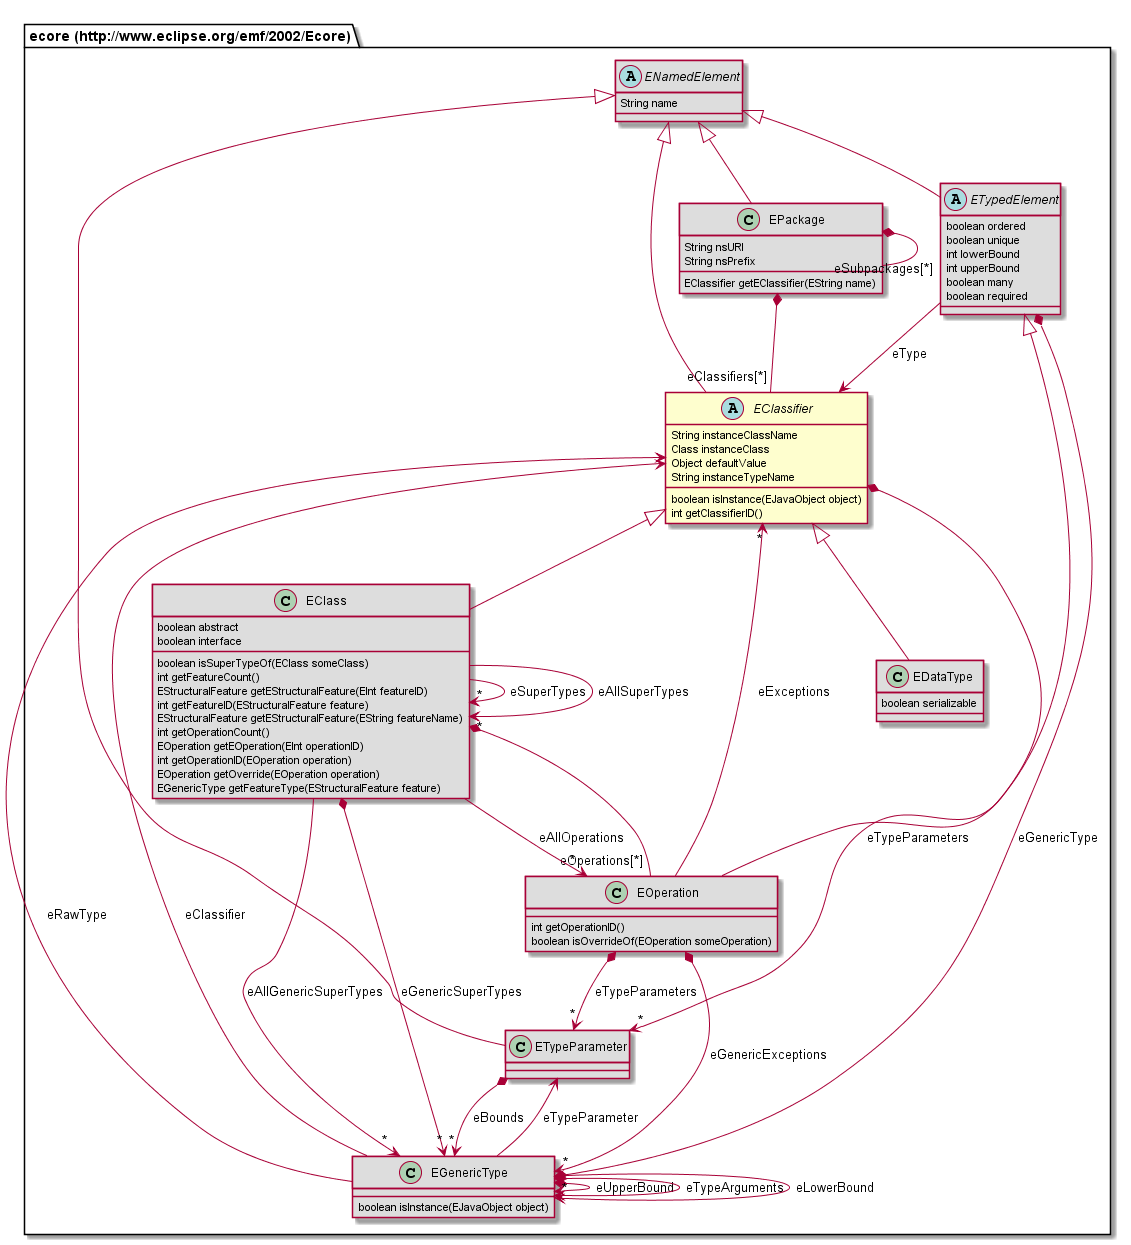 ecore (http://www.eclipse.org/emf/2002/Ecore)
A ENamedElement
String name
A ETypedElement
boolean ordered
boolean unique
int lowerBound
int upperBound
boolean many
boolean required
C EPackage
String nsURI
String nsPrefix
EClassifier getEClassifier(EString name)
eSubpackages[*]
eType
eClassifiers[*]
A EClassifier
String instanceClassName
Class instanceClass
Object defaultValue
String instanceTypeName
boolean isInstance(EJavaObject object)
int getClassifierID()
*
C EClass
boolean abstract
boolean interface
boolean isSuperTypeOf(EClass someClass)
int getFeatureCount()
EStructuralFeature getEStructuralFeature(EInt featureID)
int getFeatureID(EStructuralFeature feature)
EStructuralFeature getEStructuralFeature(EString featureName)
int getOperationCount()
EOperation getEOperation(EInt operationID)
int getOperationID(EOperation operation)
EOperation getOverride(EOperation operation)
EGenericType getFeatureType(EStructuralFeature feature)
* eSuperTypes
eAllSuperTypes
*
eExceptions
C EDataType
boolean serializable
eAllOperations
*
eOperations[*]
eTypeParameters
eGenericType
C EOperation
int getOperationID()
boolean isOverrideOf(EOperation someOperation)
eRawType
eClassifier
eAllGenericSuperTypes
eGenericSuperTypes
eTypeParameters
*
*
C ETypeParameter
eGenericExceptions
eBounds
eTypeParameter
*
*
*
*
C EGenericType
boolean isInstance(EJavaObject object)
* eUpperBound
eTypeArguments
eLowerBound